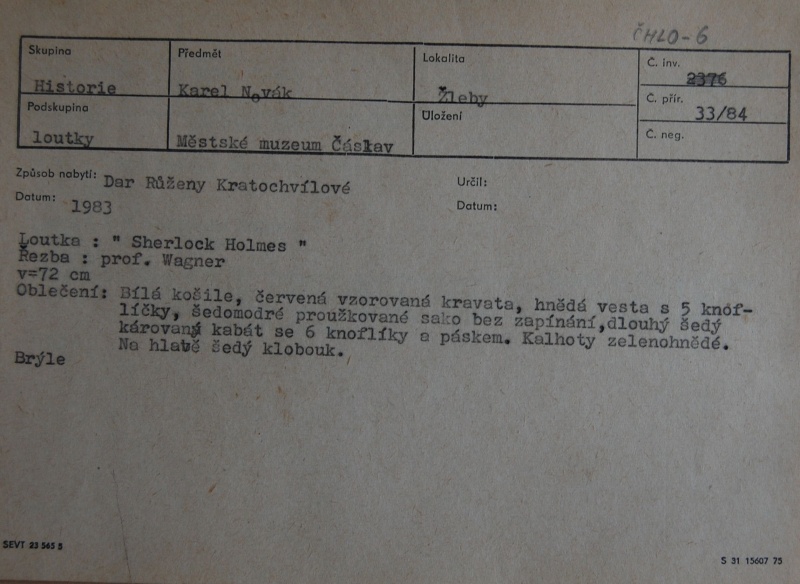 ČHLO-6
Skupina
Historie
Předmět
Karel Novák
Lokalita
Žleby
Č. inv.
2376
Č. přír.
33/84
Podskupina
loutky
Městské muzeum Čáslav
Uložení
Č. neg.
Způsob nabytí: Dar Růženy Kratochvílové
Určil:
Datum: 1983
Datum:
Loutka : " Sherlock Holmes "
Řezba : prof. Wagner
v=72 cm
Oblečení: Bílá košile, červená vzorovaná kravata, hnědá vesta s 5 knof-
líčky, šedomodré proužkované sako bez zapínání,dlouhý šedý
károvaný kabát se 6 knoflíky a páskem. Kalhoty zelenohnědé.
Na hlavě šedý klobouk.
Brýle
SEVT 23 565 5
S 31 15607 75